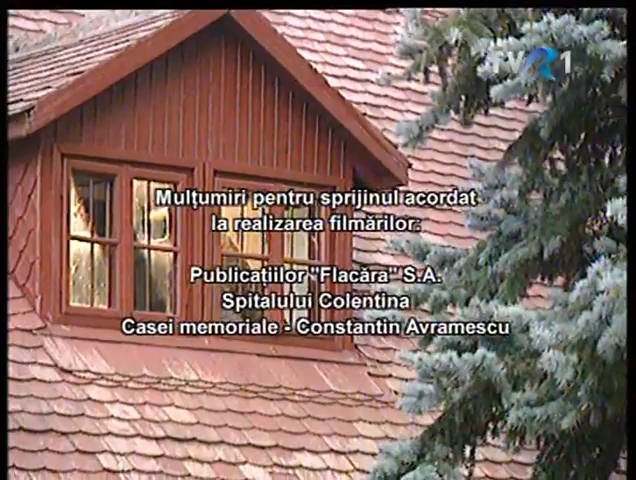 TVR1
Mulțumiri pentru sprijinul acordat
la realizarea filmărilor:
Publicațiilor "Flacăra" S.A.
Spitalului Colentina
Casei memoriale - Constantin Avramescu